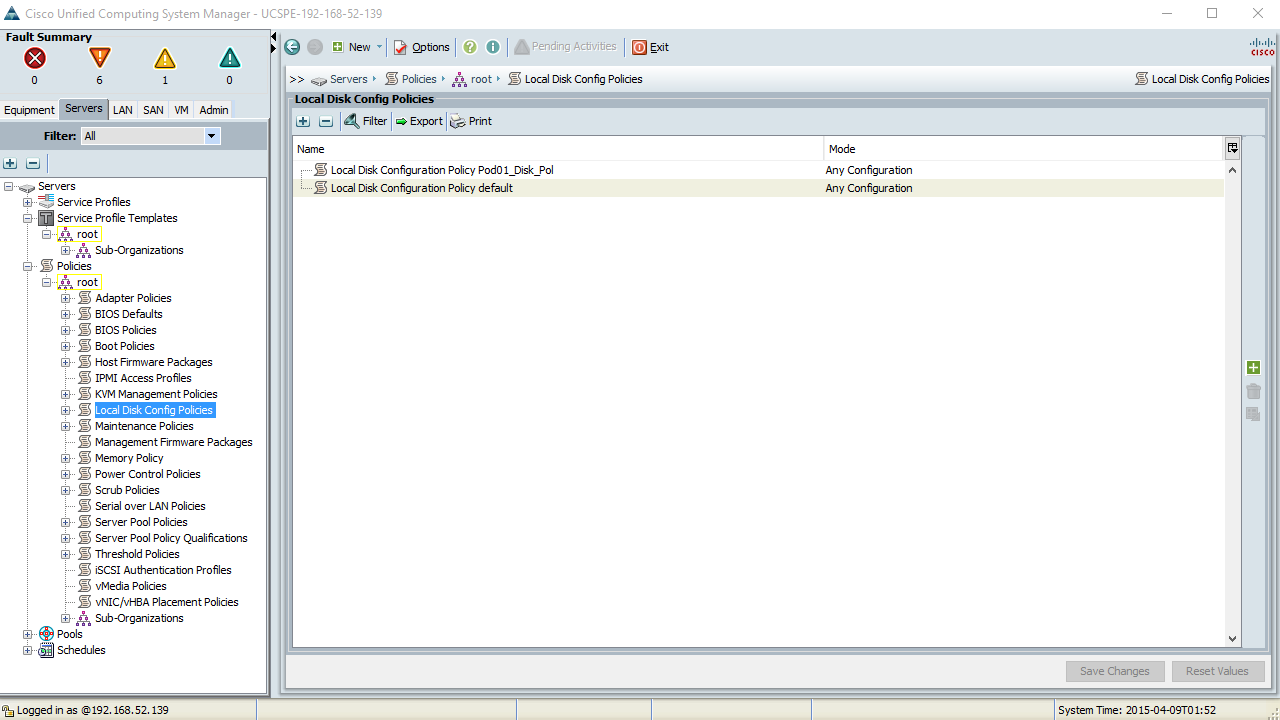 Cisco Unified Computing System Manager - UCSPE-192-168-52-139
Fault Summary
0 6 1 0
New Options Pending Activities Exit
CISCO
>> Servers Policies root Local Disk Config Policies Local Disk Config Policies
Equipment Servers LAN SAN VM Admin
Filter: All
Local Disk Config Policies
Filter Export Print
Name Mode
Local Disk Configuration Policy Pod01_Disk_Pol Any Configuration
Local Disk Configuration Policy default Any Configuration
Servers
Service Profiles
Service Profile Templates
root
Sub-Organizations
Policies
root
Adapter Policies
BIOS Defaults
BIOS Policies
Boot Policies
Host Firmware Packages
IPMI Access Profiles
KVM Management Policies
Local Disk Config Policies
Maintenance Policies
Management Firmware Packages
Memory Policy
Power Control Policies
Scrub Policies
Serial over LAN Policies
Server Pool Policies
Server Pool Policy Qualifications
Threshold Policies
iSCSI Authentication Profiles
vMedia Policies
vNIC/vHBA Placement Policies
Sub-Organizations
Pools
Schedules
Save Changes Reset Values
Logged in as @192.168.52.139 System Time: 2015-04-09T01:52